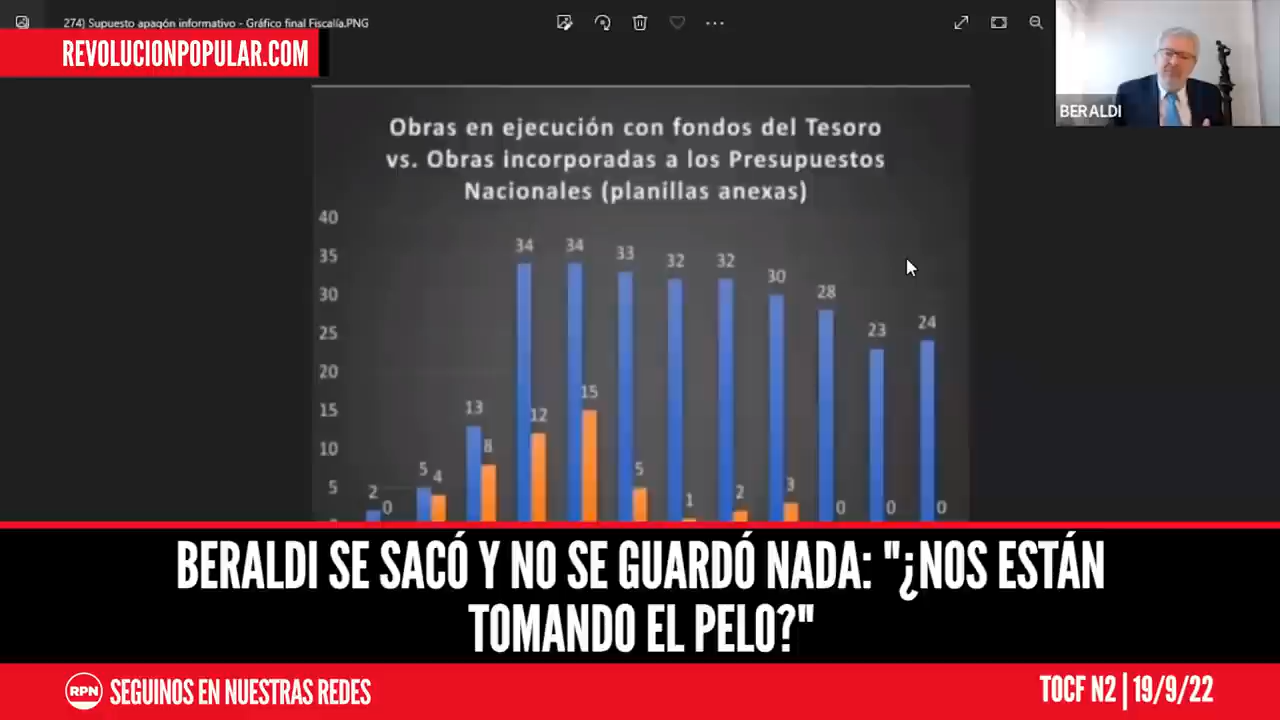 274) Supuesto apagón informativo - Gráfico final Fiscalía.PNG
REVOLUCIONPOPULAR.COM
BERALDI
Obras en ejecución con fondos del Tesoro
vs. Obras incorporadas a los Presupuestos
Nacionales (planillas anexas)
40
35
30
25
20
15
10
5
2 0
5 4
13 8
34 12
34 15
33 5
32 1
32 2
30 3
28 0
23 0
24 0
BERALDI SE SACÓ Y NO SE GUARDÓ NADA: "¿NOS ESTÁN
TOMANDO EL PELO?"
RPN SEGUINOS EN NUESTRAS REDES
TOCF N2 | 19/9/22